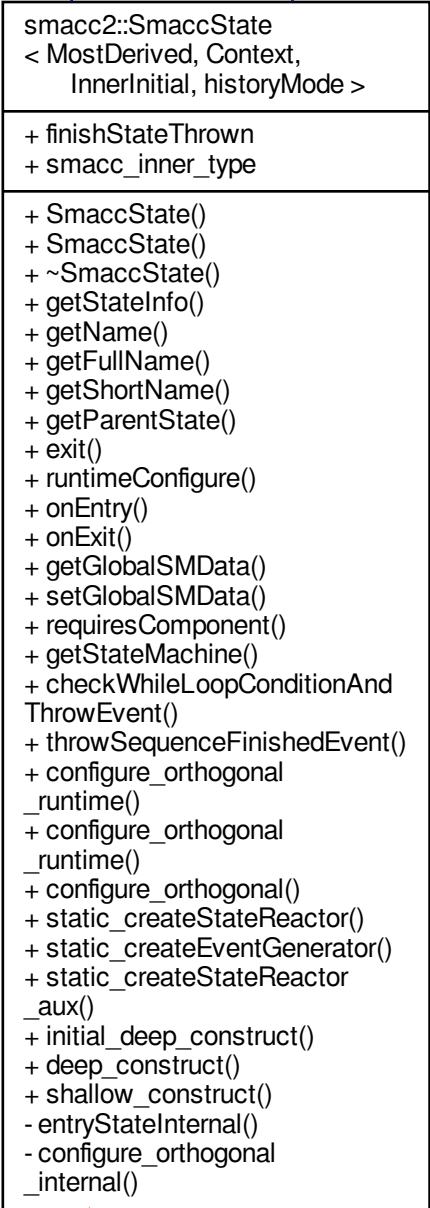 smacc2::SmaccState
< MostDerived, Context,
InnerInitial, historyMode >
+ finishStateThrown
+ smacc_inner_type
+ SmaccState()
+ SmaccState()
+ ~SmaccState()
+ getStateInfo()
+ getName()
+ getFullName()
+ getShortName()
+ getParentState()
+ exit()
+ runtimeConfigure()
+ onEntry()
+ onExit()
+ getGlobalSMData()
+ setGlobalSMData()
+ requiresComponent()
+ getStateMachine()
+ checkWhileLoopConditionAnd
ThrowEvent()
+ throwSequenceFinishedEvent()
+ configure_orthogonal
_runtime()
+ configure_orthogonal
_runtime()
+ configure_orthogonal()
+ static_createStateReactor()
+ static_createEventGenerator()
+ static_createStateReactor
_aux()
+ initial_deep_construct()
+ deep_construct()
+ shallow_construct()
- entryStateInternal()
- configure_orthogonal
_internal()